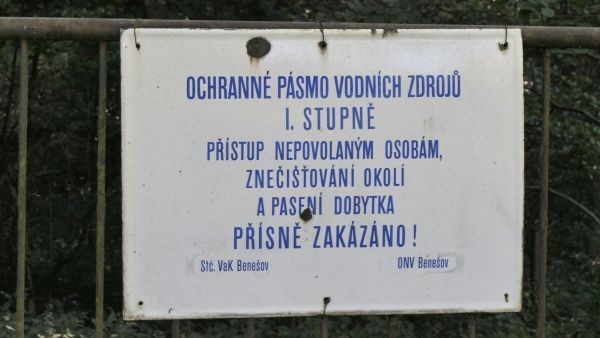 OCHRANNÉ PÁSMO VODNÍCH ZDROJŮ
I. STUPNĚ
PŘÍSTUP NEPOVOLANÝM OSOBÁM,
ZNEČIŠŤOVÁNÍ OKOLÍ
A PASENÍ DOBYTKA
PŘÍSNĚ ZAKÁZÁNO!
Stč. VaK Benešov ONV Benešov